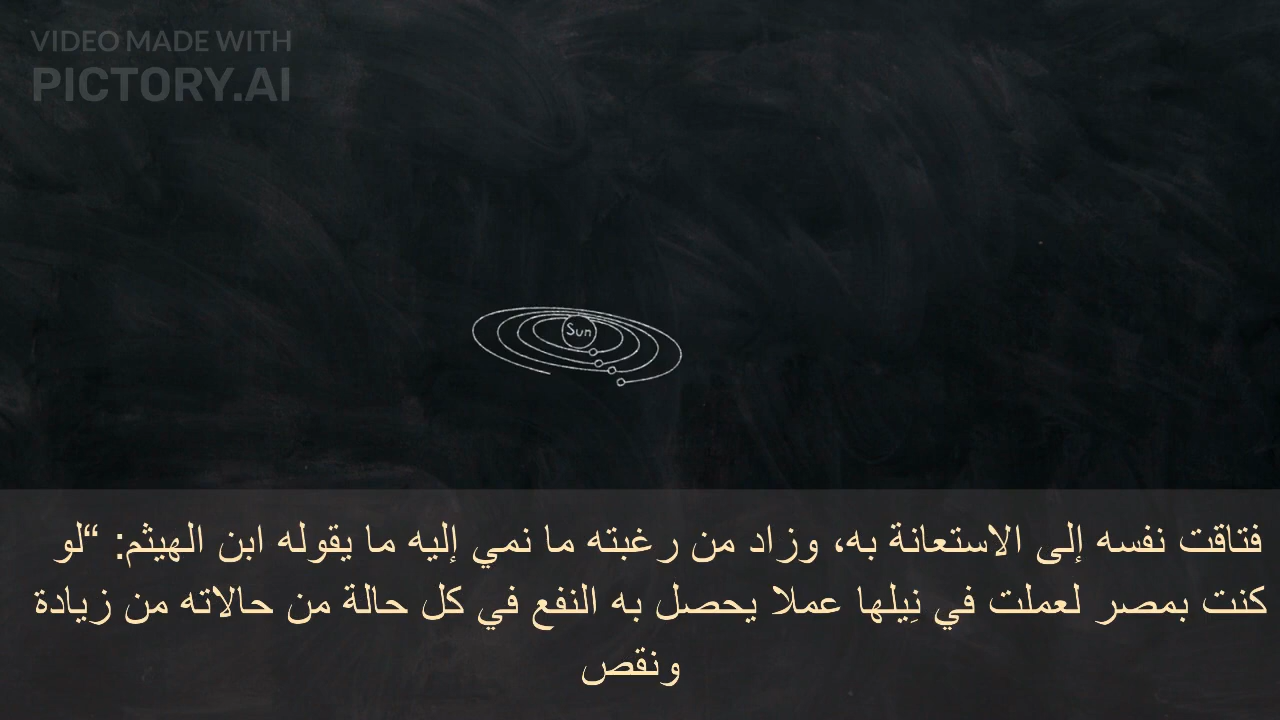 VIDEO MADE WITH
PICTORY.AI
Sun
فتاقت نفسه إلى الاستعانة به، وزاد من رغبته ما نمي إليه ما يقوله ابن الهيثم: “لو
كنت بمصر لعملت في نِيلها عملا يحصل به النفع في كل حالة من حالاته من زيادة
ونقص